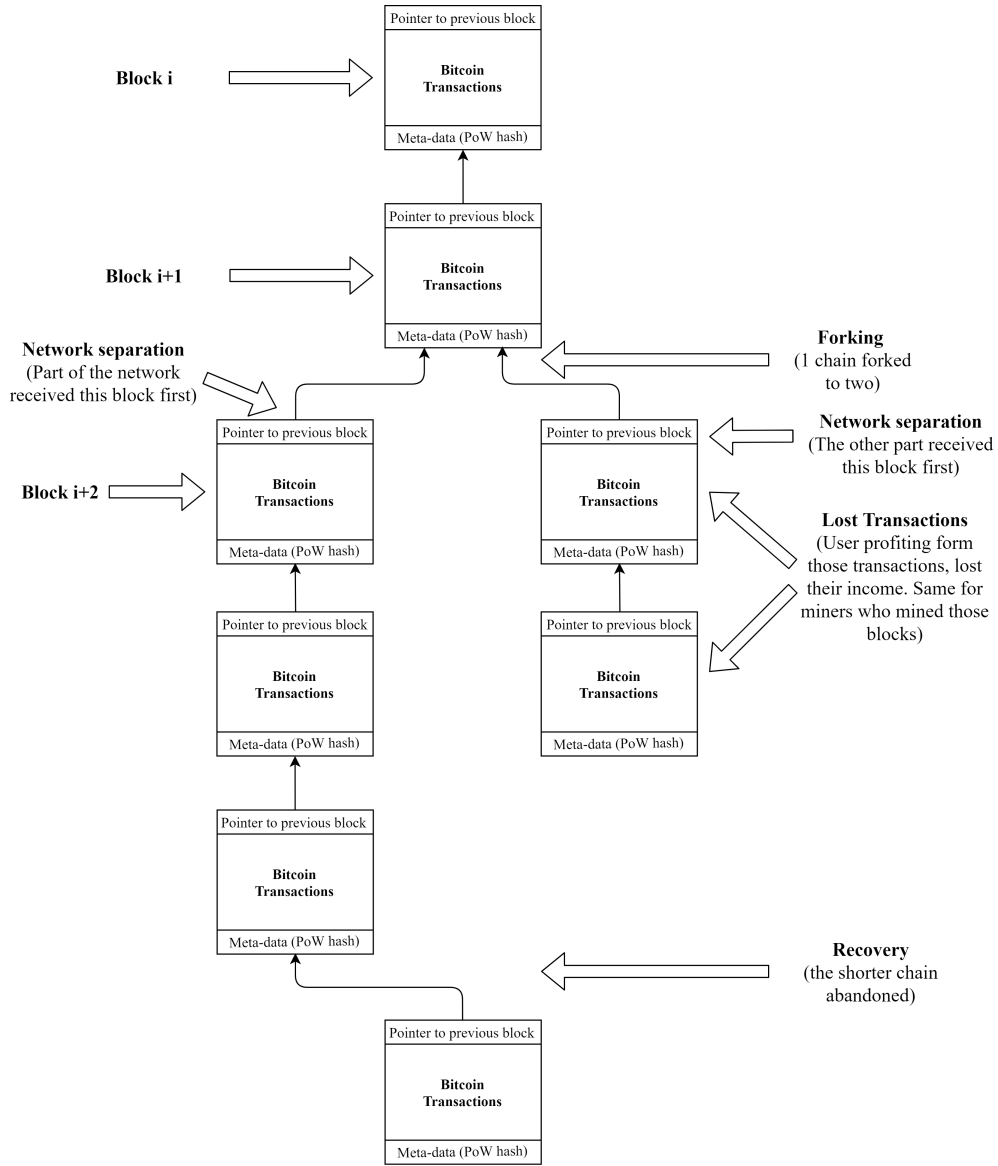 Pointer to previous block
Block i
Bitcoin
Transactions
Meta-data (PoW hash)
Pointer to previous block
Block i+1
Bitcoin
Transactions
Meta-data (PoW hash)
Forking
(1 chain forked
to two)
Network separation
(Part of the network
received this block first)
Network separation
(The other part received
this block first)
Pointer to previous block
Block i+2
Bitcoin
Transactions
Meta-data (PoW hash)
Pointer to previous block
Bitcoin
Transactions
Meta-data (PoW hash)
Lost Transactions
(User profiting form
those transactions, lost
their income. Same for
miners who mined those
blocks)
Pointer to previous block
Bitcoin
Transactions
Meta-data (PoW hash)
Pointer to previous block
Bitcoin
Transactions
Meta-data (PoW hash)
Pointer to previous block
Bitcoin
Transactions
Meta-data (PoW hash)
Recovery
(the shorter chain
abandoned)
Pointer to previous block
Bitcoin
Transactions
Meta-data (PoW hash)